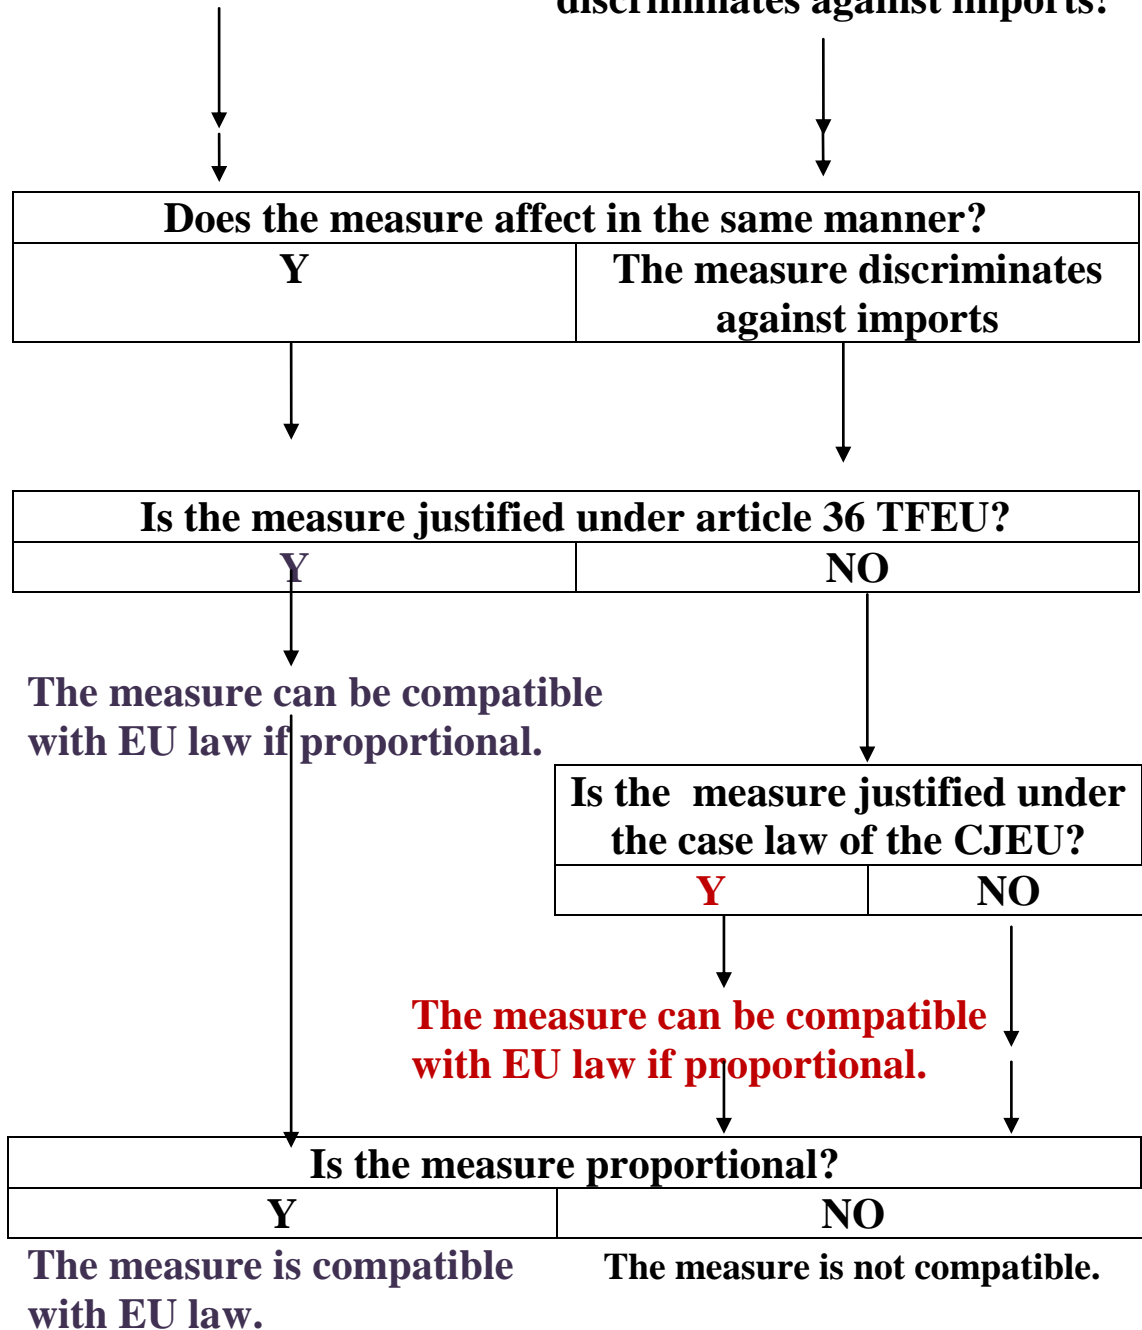 discriminates against imports?
Does the measure affect in the same manner?
Y
The measure discriminates
against imports
Is the measure justified under article 36 TFEU?
Y
NO
The measure can be compatible
with EU law if proportional.
Is the measure justified under
the case law of the CJEU?
Y
NO
The measure can be compatible
with EU law if proportional.
Is the measure proportional?
Y
NO
The measure is compatible
with EU law.
The measure is not compatible.